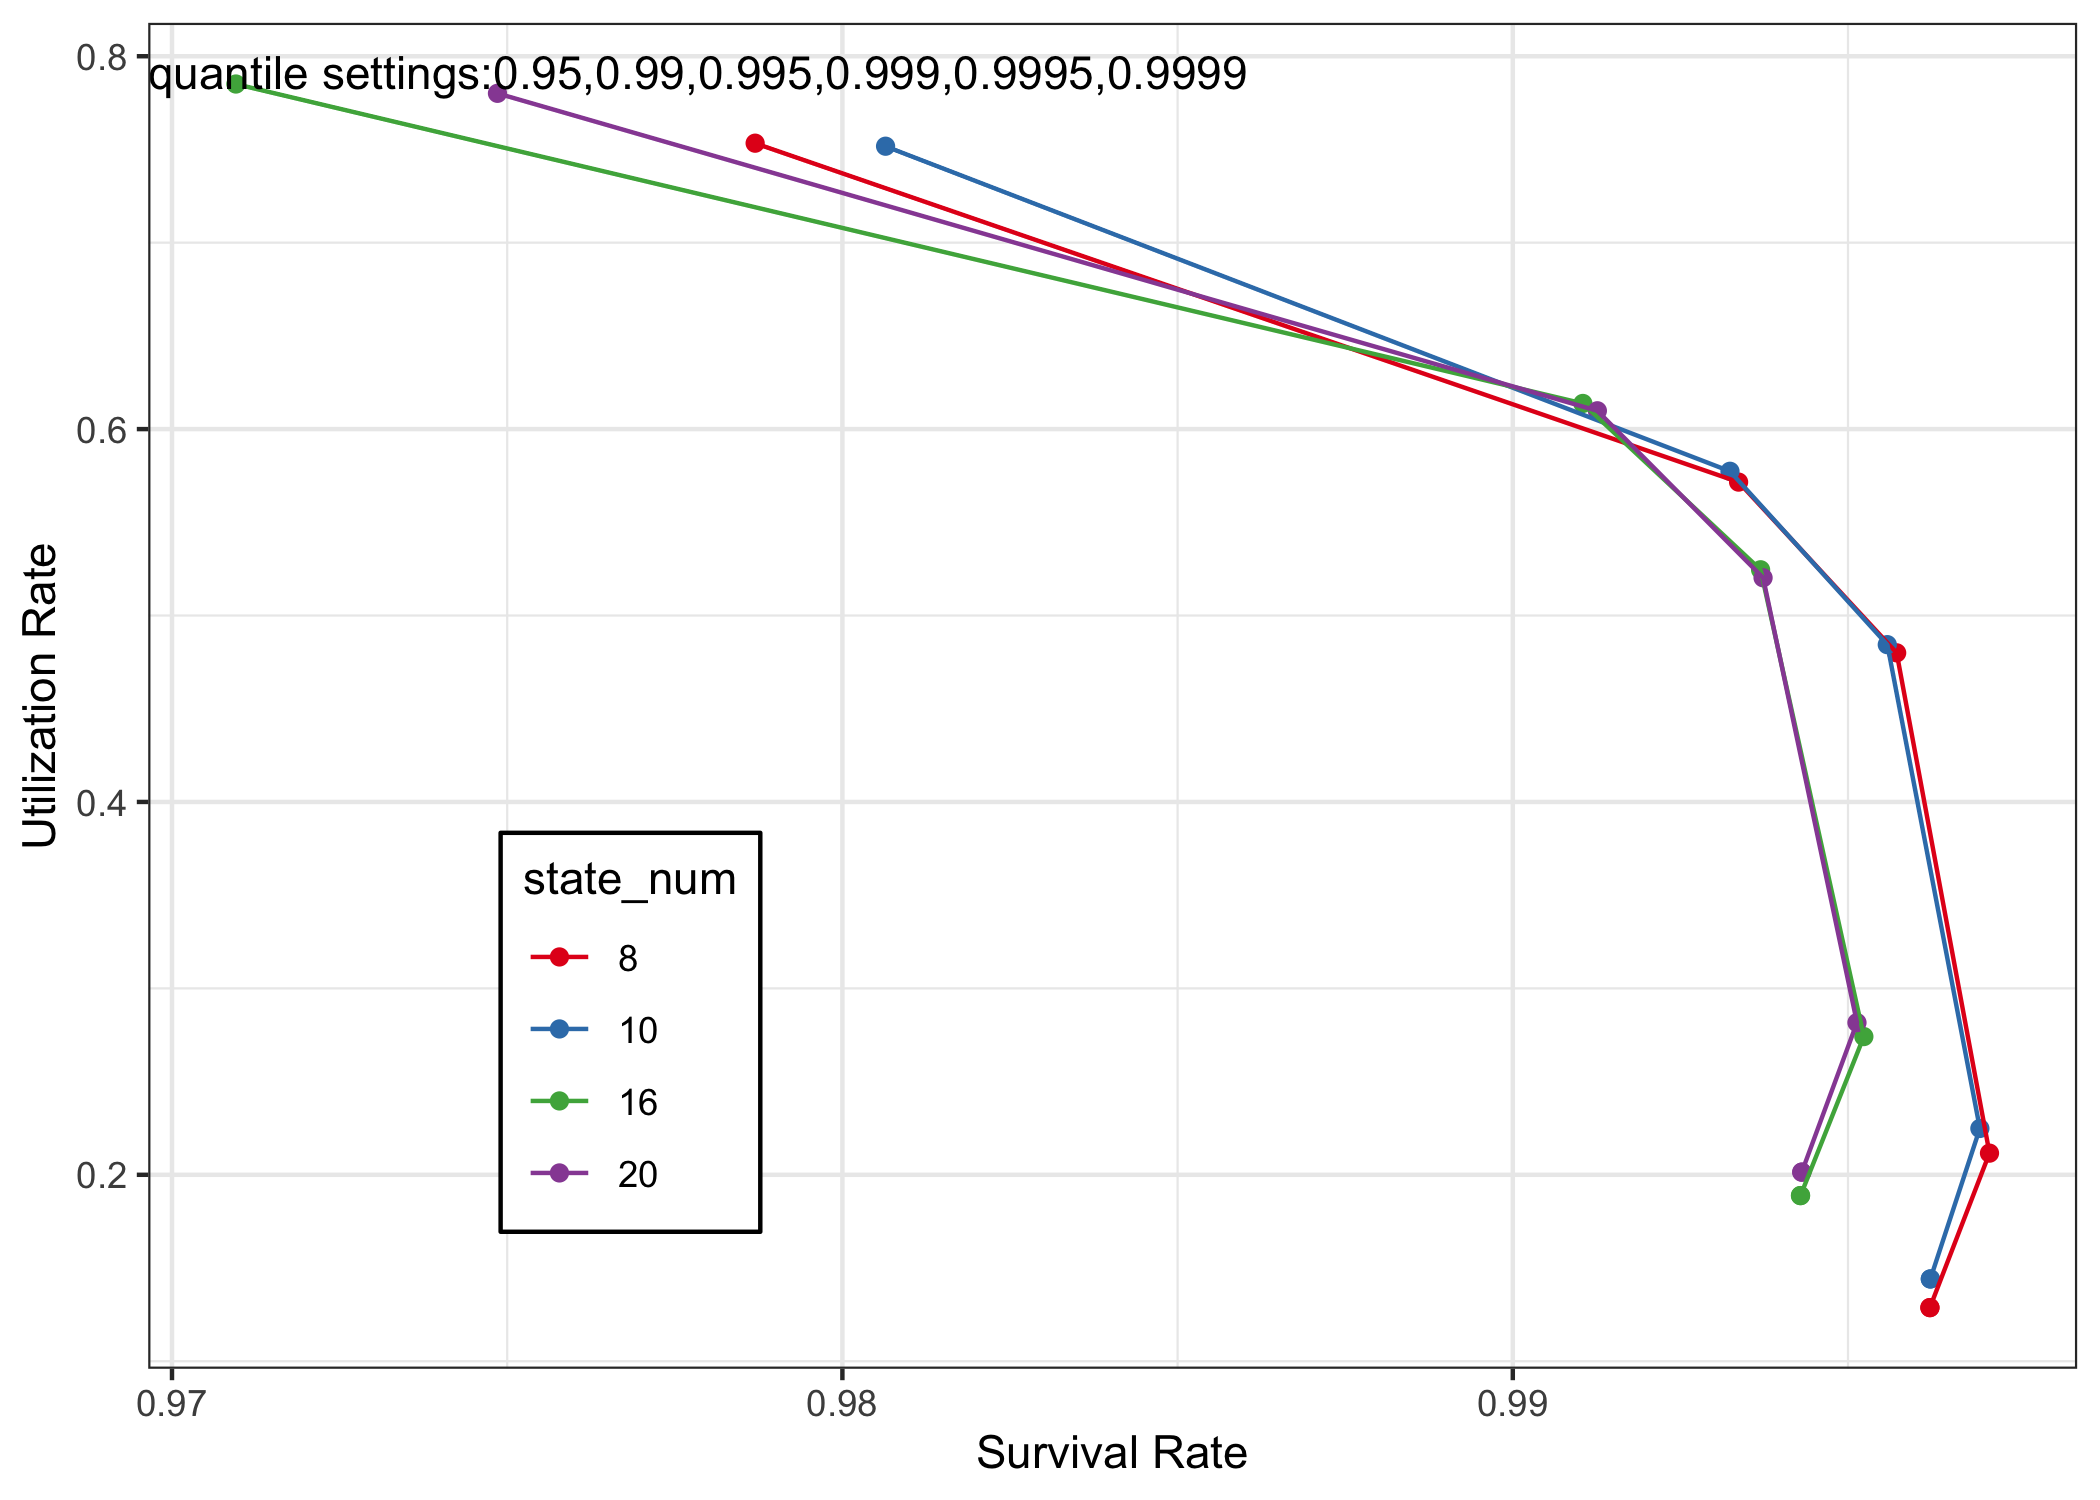 quantile settings:0.95,0.99,0.995,0.999,0.9995,0.9999
0.8
0.6
0.4
0.2
Utilization Rate
state_num
8
10
16
20
0.97
0.98
0.99
Survival Rate